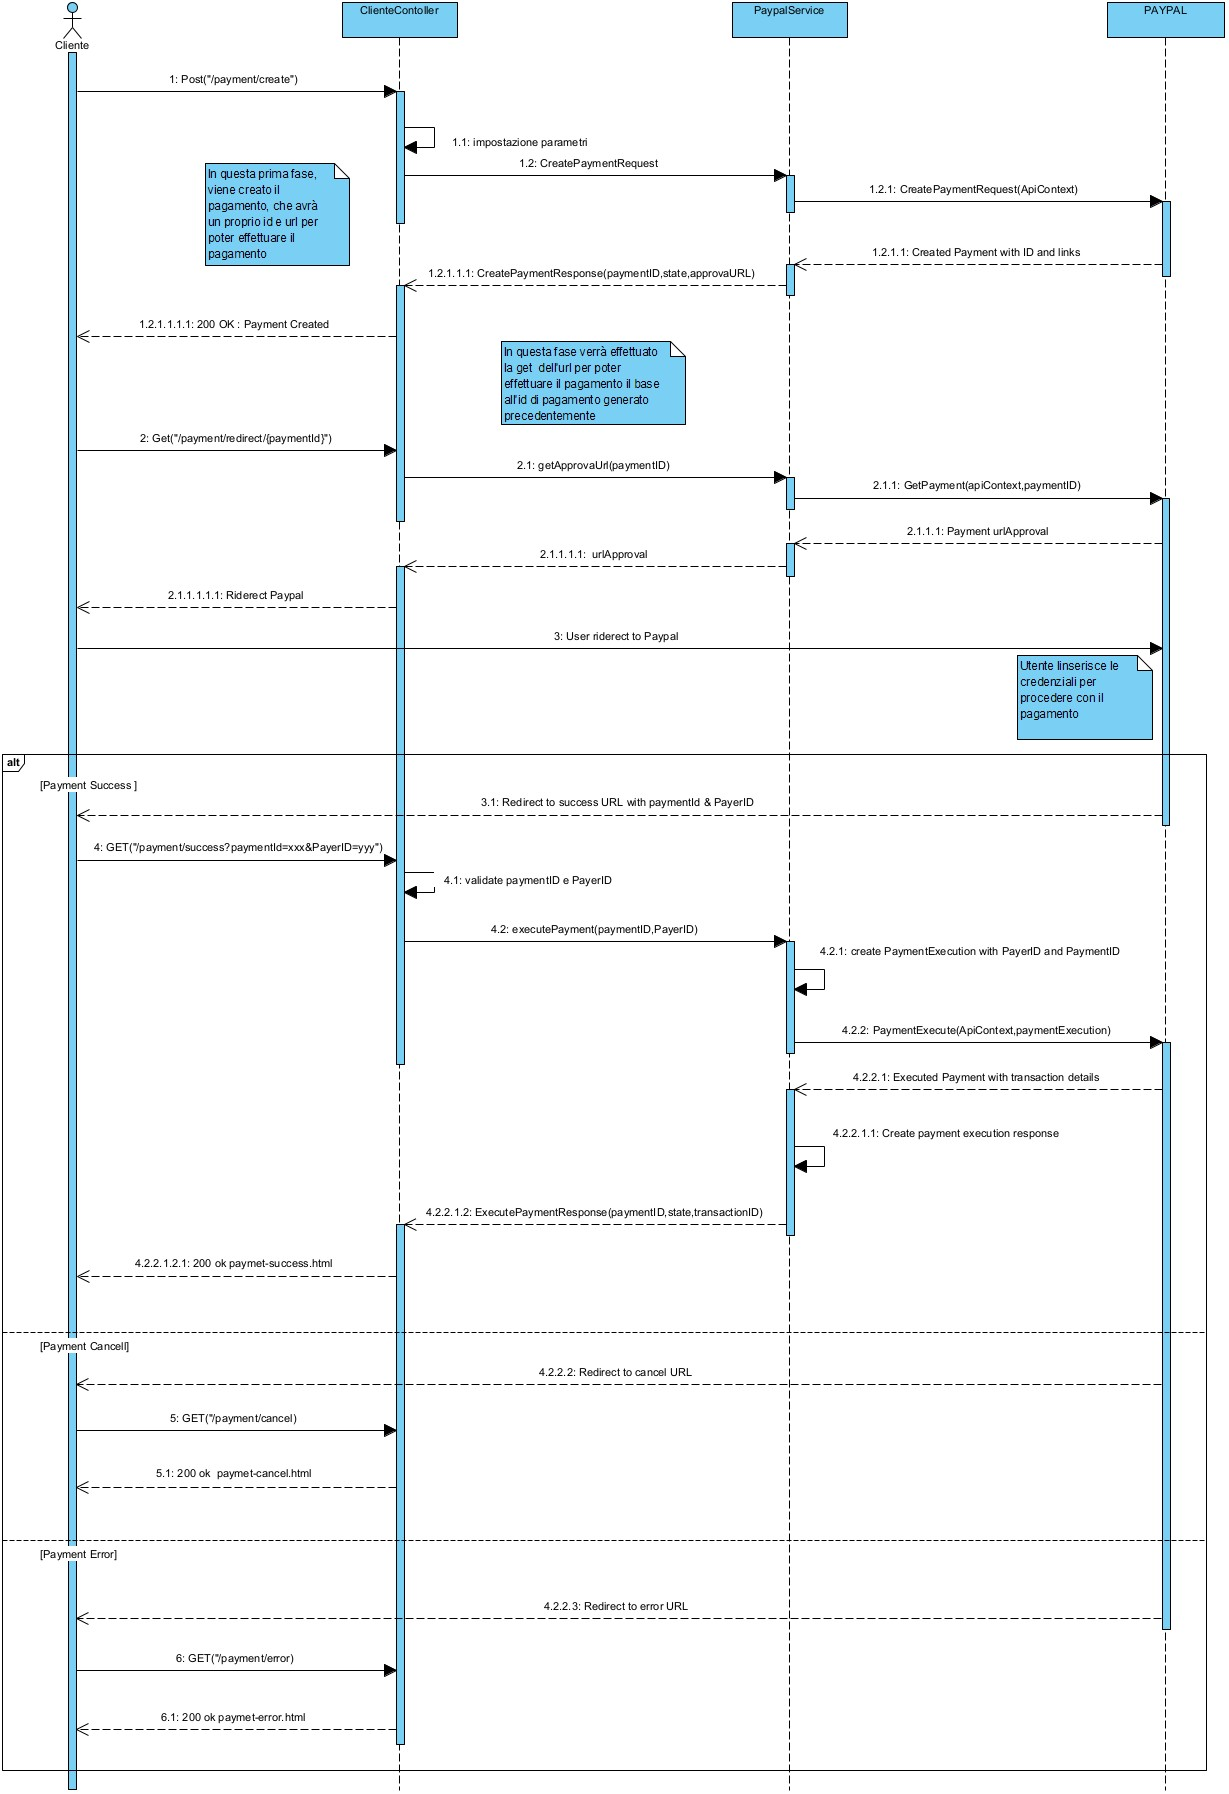 ClienteContoller
PaypalService
PAYPAL
Cliente
1: Post("/payment/create")
1.1: impostazione parametri
1.2: CreatePaymentRequest
In questa prima fase,
viene creato il
pagamento, che avrà
un proprio id e url per
poter effettuare il
pagamento
1.2.1: CreatePaymentRequest(ApiContext)
1.2.1.1: Created Payment with ID and links
1.2.1.1.1: CreatePaymentResponse(paymentID,state,approvaURL)
1.2.1.1.1.1: 200 OK : Payment Created
In questa fase verrà effettuato
la get  dell'url per poter
effettuare il pagamento il base
all'id di pagamento generato
precedentemente
2: Get("/payment/redirect/{paymentId}")
2.1: getApprovaUrl(paymentID)
2.1.1: GetPayment(apiContext,paymentID)
2.1.1.1: Payment urlApproval
2.1.1.1.1:  urlApproval
2.1.1.1.1.1: Riderect Paypal
3: User riderect to Paypal
Utente Iinserisce le
credenziali per
procedere con il
pagamento
alt
[Payment Success ]
3.1: Redirect to success URL with paymentId & PayerID
4: GET("/payment/success?paymentId=xxx&PayerID=yyy")
4.1: validate paymentID e PayerID
4.2: executePayment(paymentID,PayerID)
4.2.1: create PaymentExecution with PayerID and PaymentID
4.2.2: PaymentExecute(ApiContext,paymentExecution)
4.2.2.1: Executed Payment with transaction details
4.2.2.1.1: Create payment execution response
4.2.2.1.2: ExecutePaymentResponse(paymentID,state,transactionID)
4.2.2.1.2.1: 200 ok paymet-success.html
[Payment Cancell]
4.2.2.2: Redirect to cancel URL
5: GET("/payment/cancel)
5.1: 200 ok  paymet-cancel.html
[Payment Error]
4.2.2.3: Redirect to error URL
6: GET("/payment/error)
6.1: 200 ok paymet-error.html